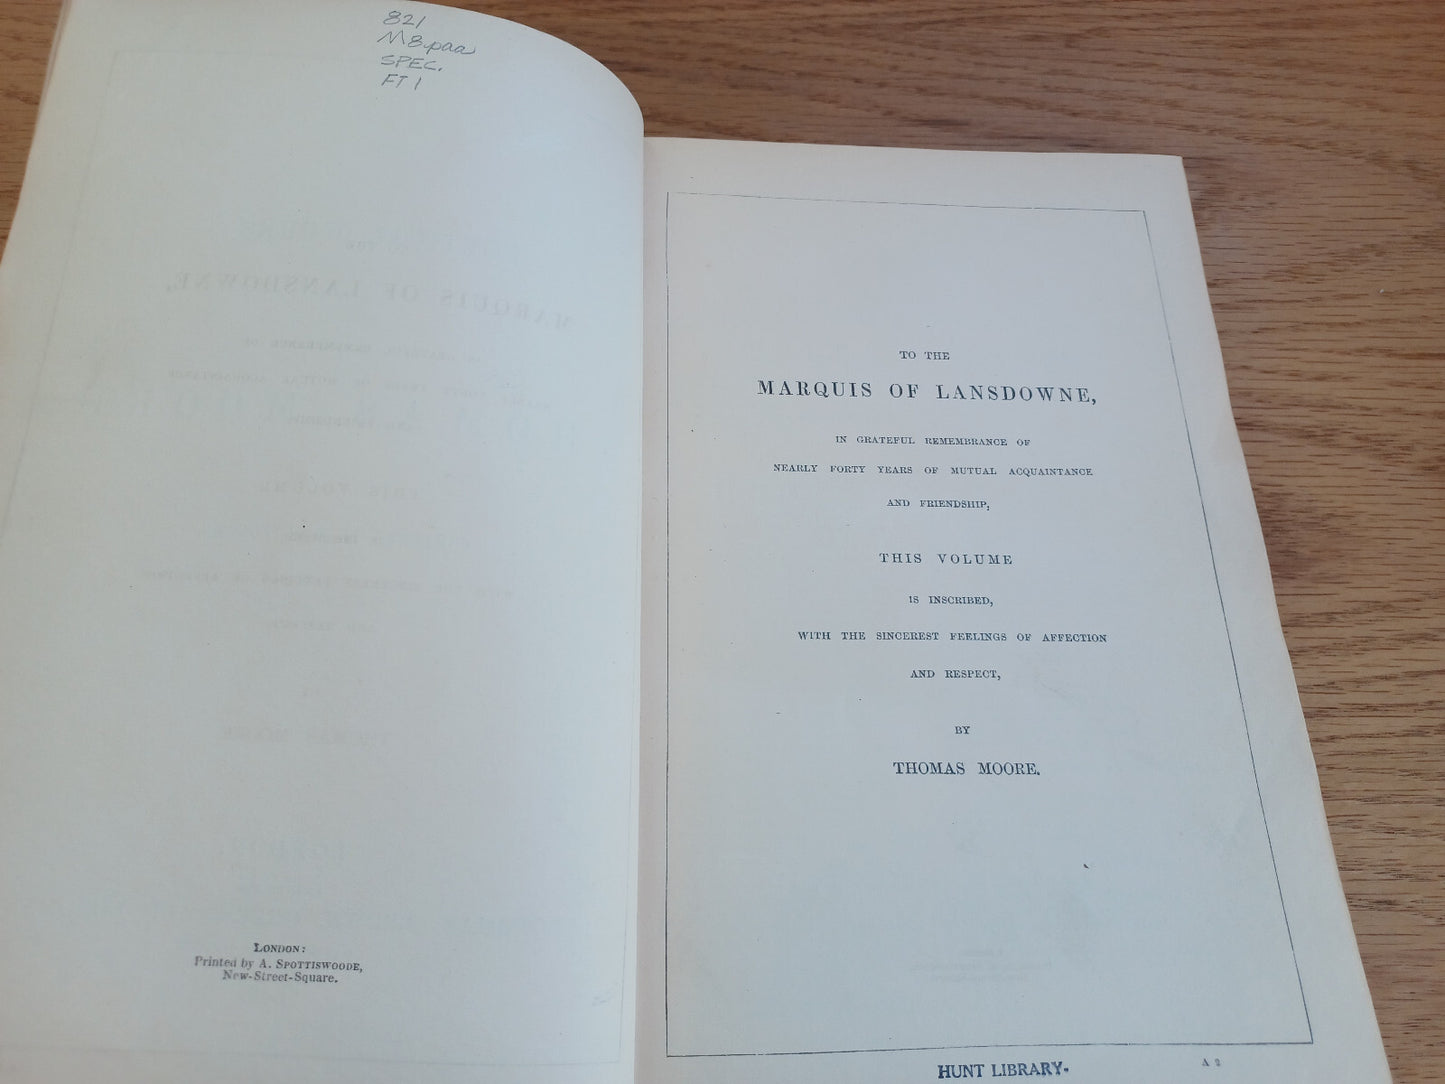 821
M8paa
SPEC.
FT 1
LONDON:
Printed by A. SPOTTISWOODE,
New-Street-Square.
TO THE
MARQUIS OF LANSDOWNE,
IN GRATEFUL REMEMBRANCE OF
NEARLY FORTY YEARS OF MUTUAL ACQUAINTANCE
AND FRIENDSHIP,
THIS VOLUME
IS INSCRIBED,
WITH THE SINCEREST FEELINGS OF AFFECTION
AND RESPECT,
BY
THOMAS MOORE.
A 2
HUNT LIBRARY.